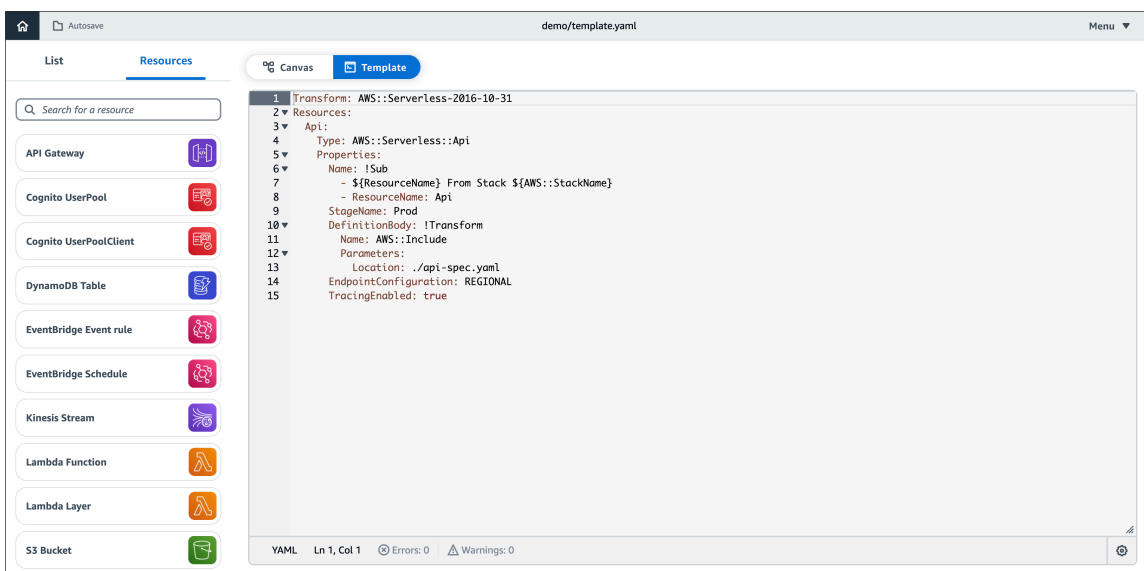 Autosave
demo/template.yaml
Menu
List
Resources
Search for a resource
API Gateway
Cognito UserPool
Cognito UserPoolClient
DynamoDB Table
EventBridge Event rule
EventBridge Schedule
Kinesis Stream
Lambda Function
Lambda Layer
S3 Bucket
Canvas
Template
1 Transform: AWS::Serverless-2016-10-31
2 Resources:
3 Api:
4 Type: AWS::Serverless::Api
5 Properties:
6 Name: !Sub
7 - ${ResourceName} From Stack ${AWS::StackName}
8 - ResourceName: Api
9 StageName: Prod
10 DefinitionBody: !Transform
11 Name: AWS::Include
12 Parameters:
13 Location: ./api-spec.yaml
14 EndpointConfiguration: REGIONAL
15 TracingEnabled: true
YAML Ln 1, Col 1 Errors: 0 Warnings: 0